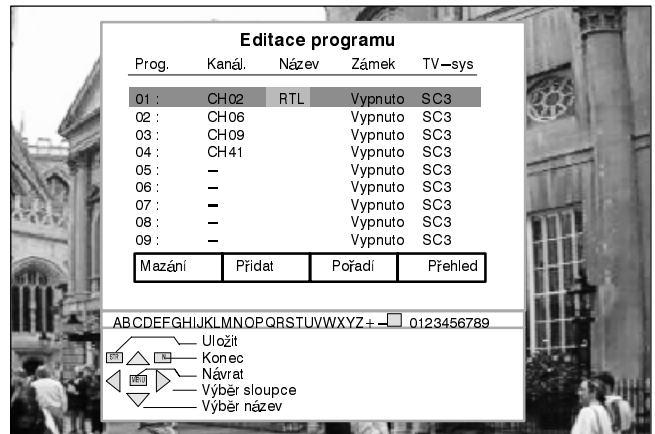 Editace programu
Prog. Kanál. Název Zámek TV–sys
01 : CH02 RTL Vypnuto SC3
02 : CH06 Vypnuto SC3
03 : CH09 Vypnuto SC3
04 : CH41 Vypnuto SC3
05 : – Vypnuto SC3
06 : – Vypnuto SC3
07 : – Vypnuto SC3
08 : – Vypnuto SC3
09 : – Vypnuto SC3
Mazání Přidat Pořadí Přehled
ABCDEFGHIJKLMNOPQRSTUVWXYZ+–□ 0123456789
Uložit
STR N Konec
Návrat
MENU Výběr sloupce
Výběr název